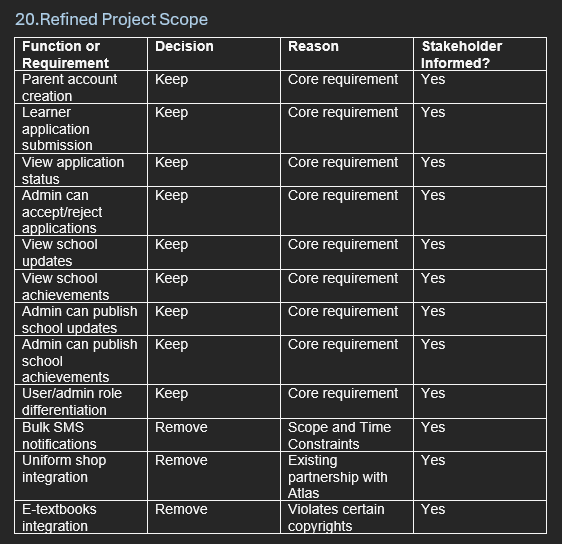 20.Refined Project Scope
Function or Requirement | Decision | Reason | Stakeholder Informed?
Parent account creation | Keep | Core requirement | Yes
Learner application submission | Keep | Core requirement | Yes
View application status | Keep | Core requirement | Yes
Admin can accept/reject applications | Keep | Core requirement | Yes
View school updates | Keep | Core requirement | Yes
View school achievements | Keep | Core requirement | Yes
Admin can publish school updates | Keep | Core requirement | Yes
Admin can publish school achievements | Keep | Core requirement | Yes
User/admin role differentiation | Keep | Core requirement | Yes
Bulk SMS notifications | Remove | Scope and Time Constraints | Yes
Uniform shop integration | Remove | Existing partnership with Atlas | Yes
E-textbooks integration | Remove | Violates certain copyrights | Yes